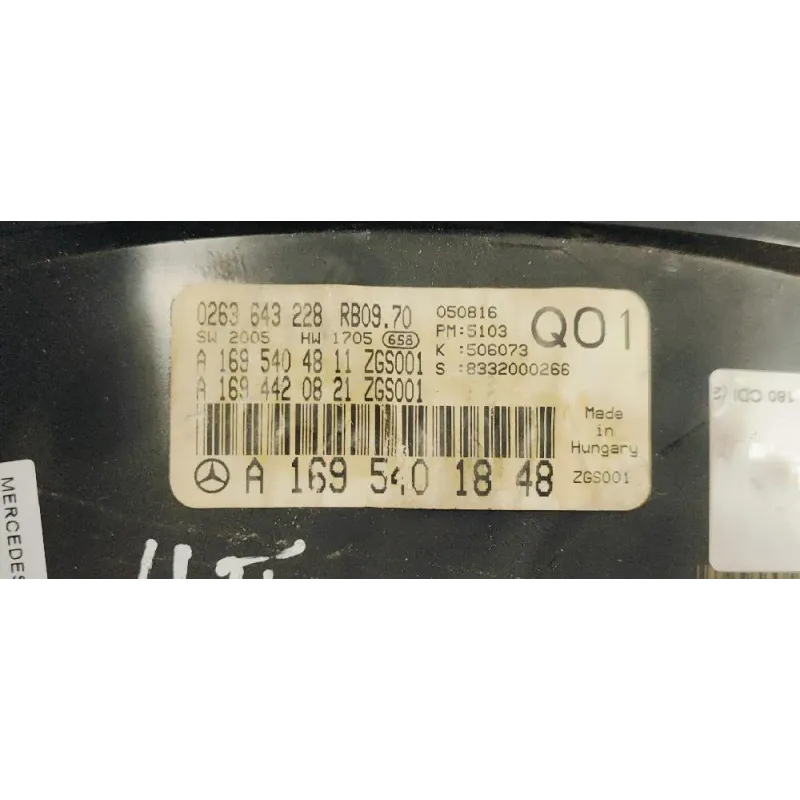 0263 643 228 RB09.70
SW 2005 HW 1705 658
A 169 540 48 11 ZGS001
A 169 442 08 21 ZGS001
A 169 540 18 48
050816
PM:5103
K :506073
S :8332000266
Q01
Made
in
Hungary
ZGS001
MERCEDES
180 CDI (2